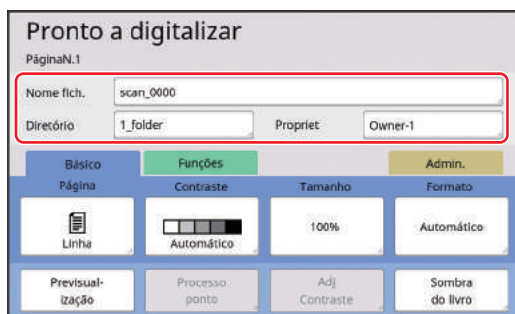 Pronto a digitalizar
PáginaN.1
Nome fich. scan_0000
Diretório 1_folder Propriet Owner-1
Básico Funções Admin.
Página Contraste Tamanho Formato
Linha Automático 100% Automático
Previsual- Processo Adj Sombra
ização ponto Contraste do livro